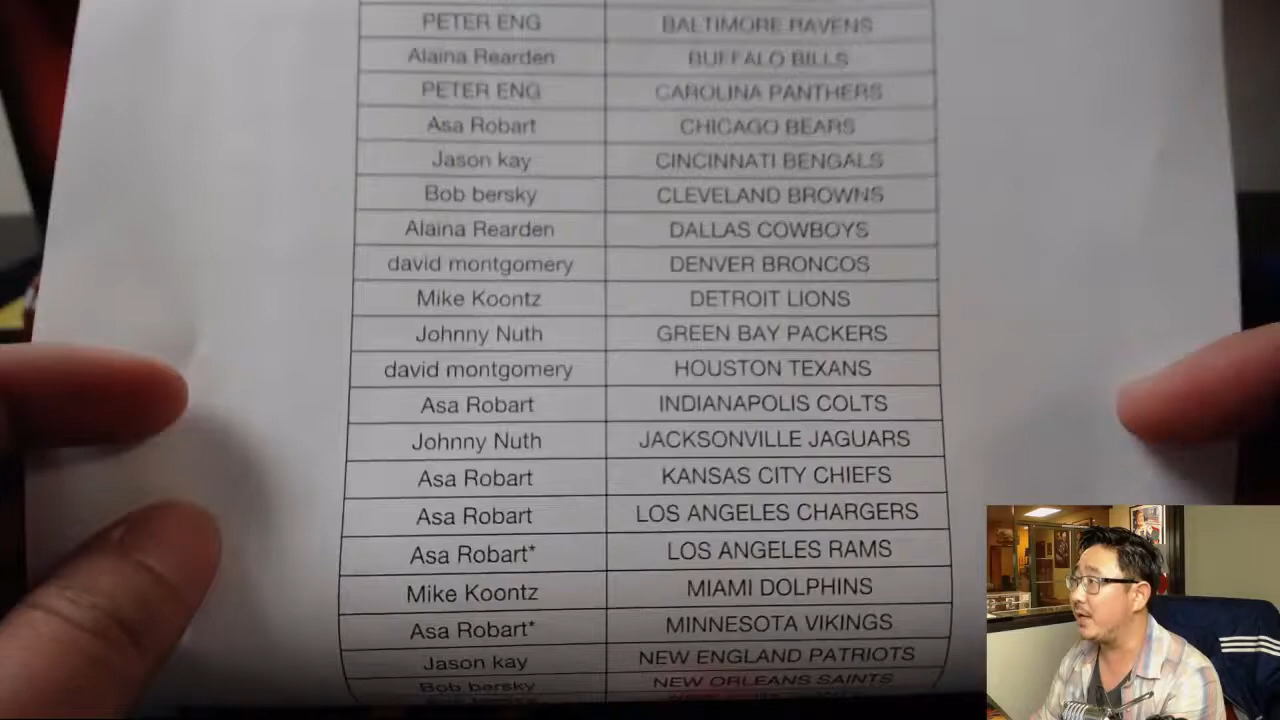 PETER ENG BALTIMORE RAVENS
Alaina Rearden BUFFALO BILLS
PETER ENG CAROLINA PANTHERS
Asa Robart CHICAGO BEARS
Jason kay CINCINNATI BENGALS
Bob bersky CLEVELAND BROWNS
Alaina Rearden DALLAS COWBOYS
david montgomery DENVER BRONCOS
Mike Koontz DETROIT LIONS
Johnny Nuth GREEN BAY PACKERS
david montgomery HOUSTON TEXANS
Asa Robart INDIANAPOLIS COLTS
Johnny Nuth JACKSONVILLE JAGUARS
Asa Robart KANSAS CITY CHIEFS
Asa Robart LOS ANGELES CHARGERS
Asa Robart* LOS ANGELES RAMS
Mike Koontz MIAMI DOLPHINS
Asa Robart* MINNESOTA VIKINGS
Jason kay NEW ENGLAND PATRIOTS
Bob bersky NEW ORLEANS SAINTS